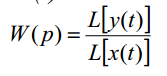 W(p) = L[y(t)] / L[x(t)]